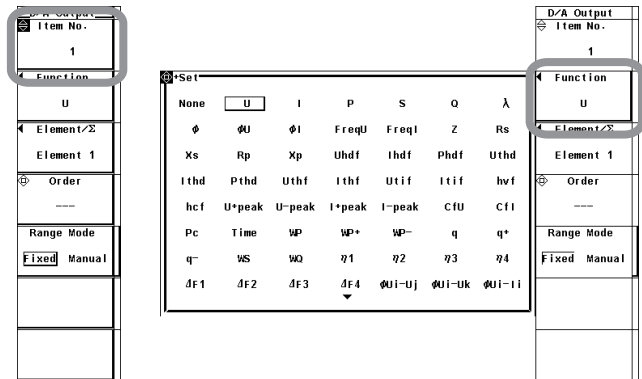 D/A Output
Item No.
1
Function
U
Element/Σ
Element 1
Order
---
Range Mode
Fixed Manual
+Set
None U I P S Q λ
ϕ ϕU ϕI FreqU FreqI Z Rs
Xs Rp Xp Uhdf Ihdf Phdf Uthd
Ithd Pthd Uthf Ithf Utif Itif hvf
hcf U+peak U-peak I+peak I-peak CfU CfI
Pc Time WP WP+ WP- q q+
q- WS WQ η1 η2 η3 η4
ΔF1 ΔF2 ΔF3 ΔF4 ϕUi-Uj ϕUi-Uk ϕUi-Ii
D/A Output
Item No.
1
Function
U
Element/Σ
Element 1
Order
---
Range Mode
Fixed Manual